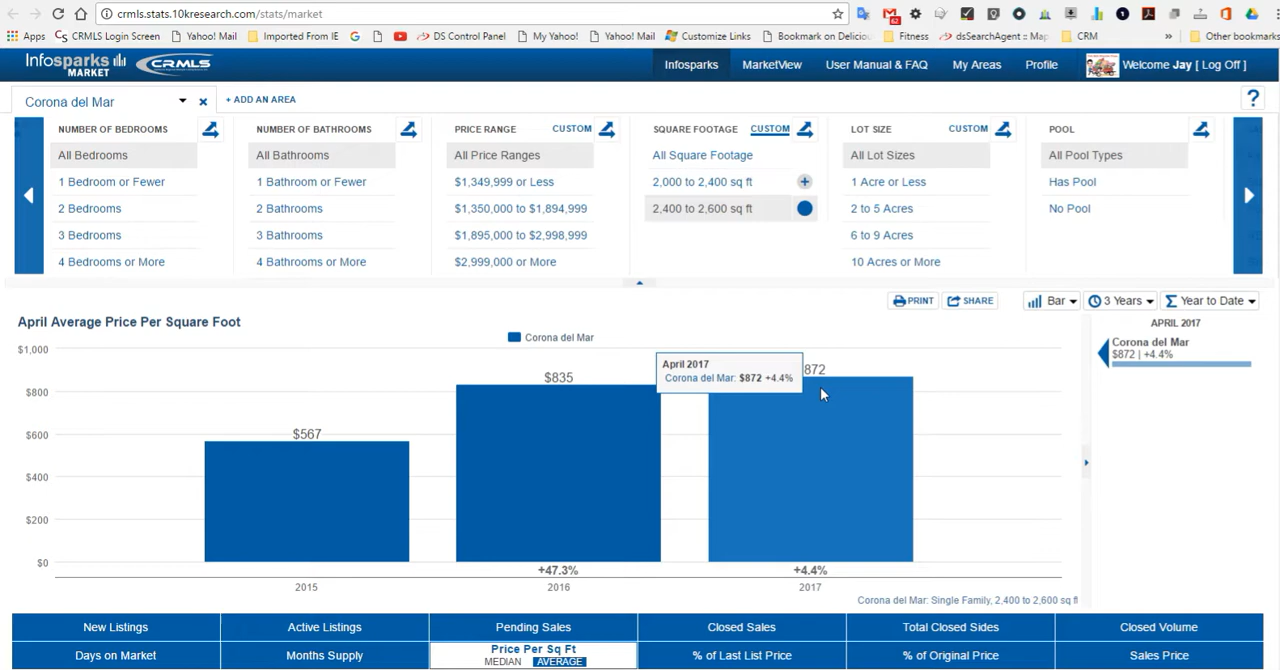 crmls.stats.10kresearch.com/stats/market
Apps CRMLS Login Screen Yahoo! Mail Imported From IE DS Control Panel My Yahoo! Yahoo! Mail Customize Links Bookmark on Deliciou Fitness dsSearchAgent :: Map CRM » Other bookmarks
Infosparks MARKET CRMLS Infosparks MarketView User Manual & FAQ My Areas Profile Welcome Jay [ Log Off ]
Corona del Mar + ADD AN AREA ?
NUMBER OF BEDROOMS
All Bedrooms
1 Bedroom or Fewer
2 Bedrooms
3 Bedrooms
4 Bedrooms or More
NUMBER OF BATHROOMS
All Bathrooms
1 Bathroom or Fewer
2 Bathrooms
3 Bathrooms
4 Bathrooms or More
PRICE RANGE CUSTOM
All Price Ranges
$1,349,999 or Less
$1,350,000 to $1,894,999
$1,895,000 to $2,998,999
$2,999,000 or More
SQUARE FOOTAGE CUSTOM
All Square Footage
2,000 to 2,400 sq ft
2,400 to 2,600 sq ft
LOT SIZE CUSTOM
All Lot Sizes
1 Acre or Less
2 to 5 Acres
6 to 9 Acres
10 Acres or More
POOL
All Pool Types
Has Pool
No Pool
PRINT SHARE Bar 3 Years Year to Date
April Average Price Per Square Foot
Corona del Mar
APRIL 2017
Corona del Mar
$872 | +4.4%
$1,000
$800
$600
$400
$200
$0
$567
$835
872
April 2017
Corona del Mar: $872 +4.4%
+47.3% +4.4%
2015 2016 2017
Corona del Mar: Single Family, 2,400 to 2,600 sq ft
New Listings Active Listings Pending Sales Closed Sales Total Closed Sides Closed Volume
Days on Market Months Supply Price Per Sq Ft % of Last List Price % of Original Price Sales Price
MEDIAN AVERAGE